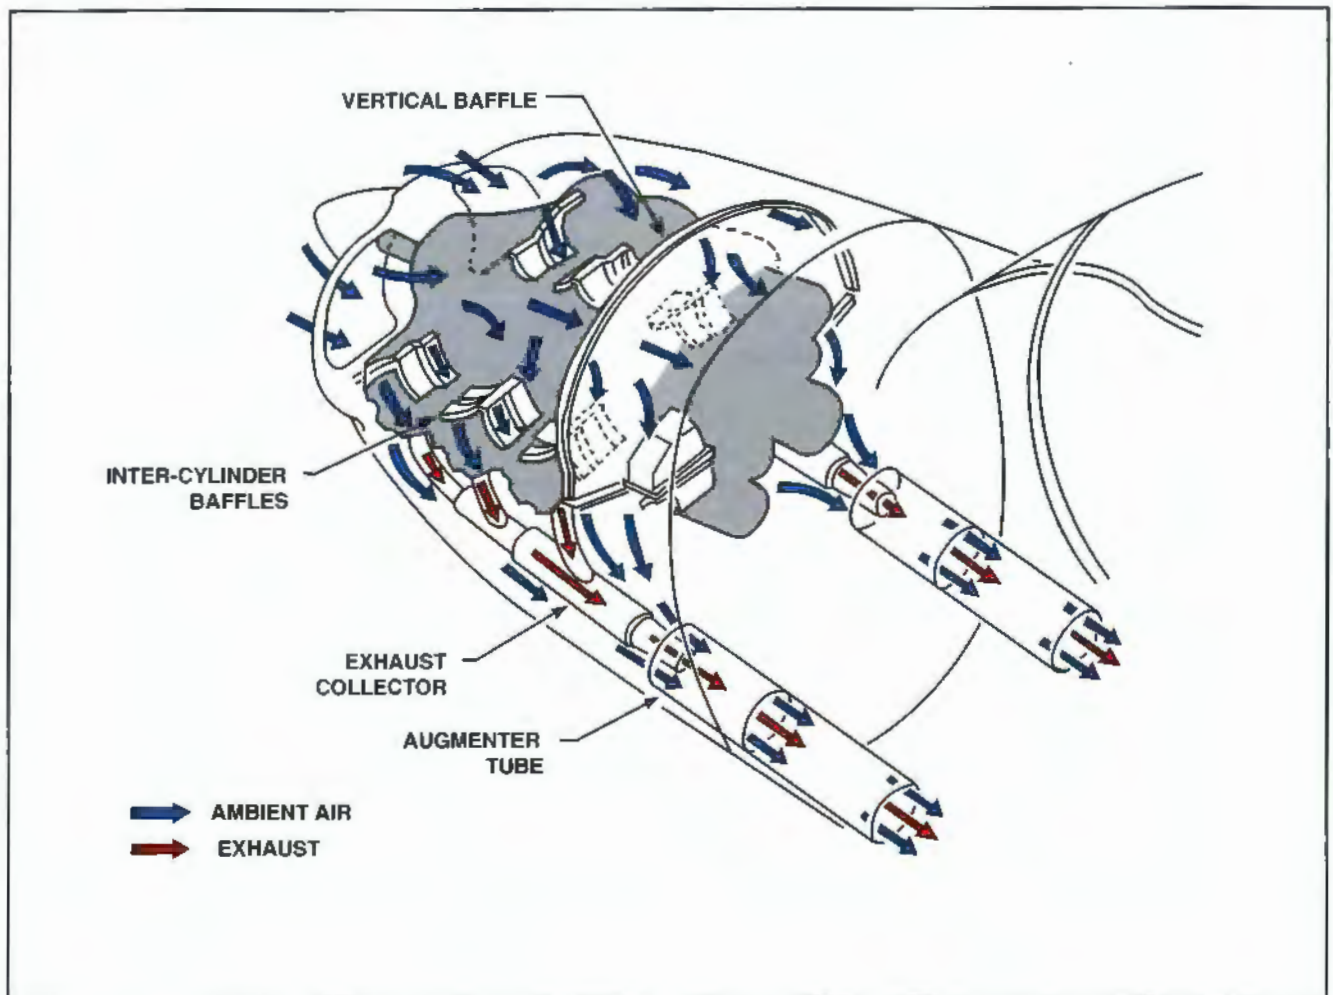 VERTICAL BAFFLE
INTER-CYLINDER
BAFFLES
EXHAUST
COLLECTOR
AUGMENTER
TUBE
AMBIENT AIR
EXHAUST